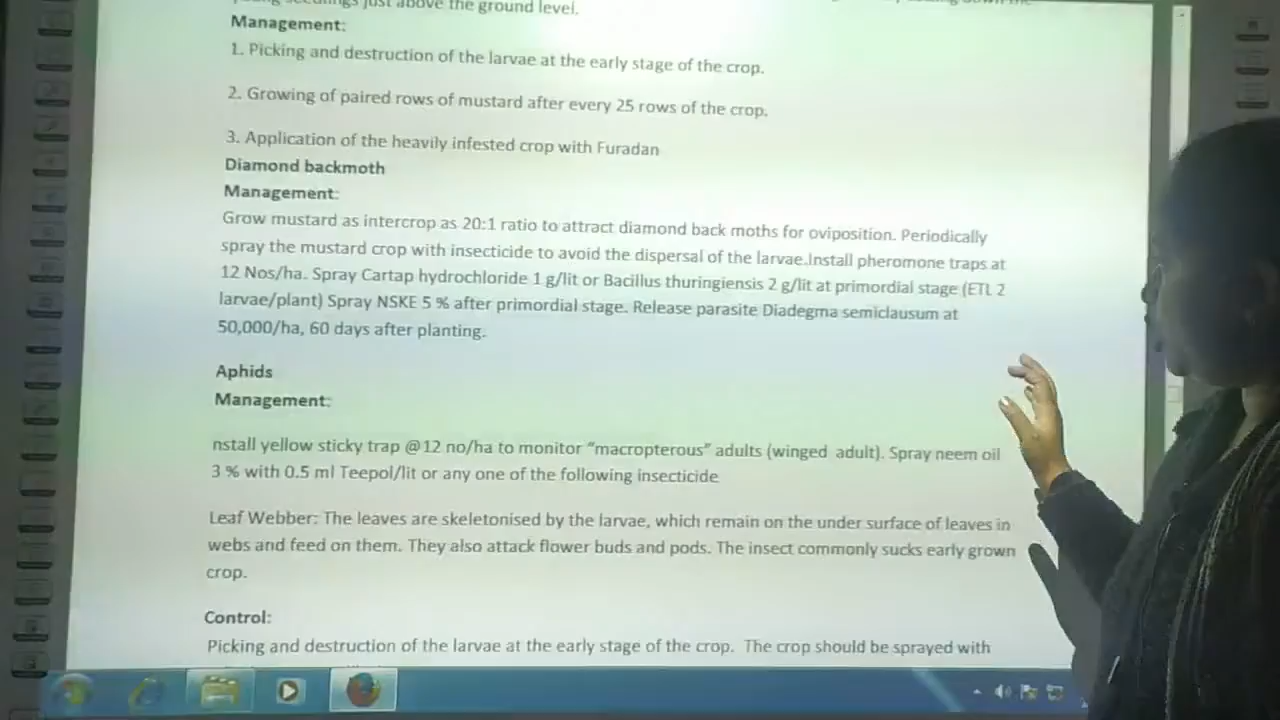 seedlings just above the ground level.
Management:
1. Picking and destruction of the larvae at the early stage of the crop.
2. Growing of paired rows of mustard after every 25 rows of the crop.
3. Application of the heavily infested crop with Furadan
Diamond backmoth
Management:
Grow mustard as intercrop as 20:1 ratio to attract diamond back moths for oviposition. Periodically
spray the mustard crop with insecticide to avoid the dispersal of the larvae.Install pheromone traps at
12 Nos/ha. Spray Cartap hydrochloride 1 g/lit or Bacillus thuringiensis 2 g/lit at primordial stage (ETL 2
larvae/plant) Spray NSKE 5 % after primordial stage. Release parasite Diadegma semiclausum at
50,000/ha, 60 days after planting.
Aphids
Management:
nstall yellow sticky trap @12 no/ha to monitor “macropterous” adults (winged adult). Spray neem oil
3 % with 0.5 ml Teepol/lit or any one of the following insecticide
Leaf Webber: The leaves are skeletonised by the larvae, which remain on the under surface of leaves in
webs and feed on them. They also attack flower buds and pods. The insect commonly sucks early grown
crop.
Control:
Picking and destruction of the larvae at the early stage of the crop. The crop should be sprayed with